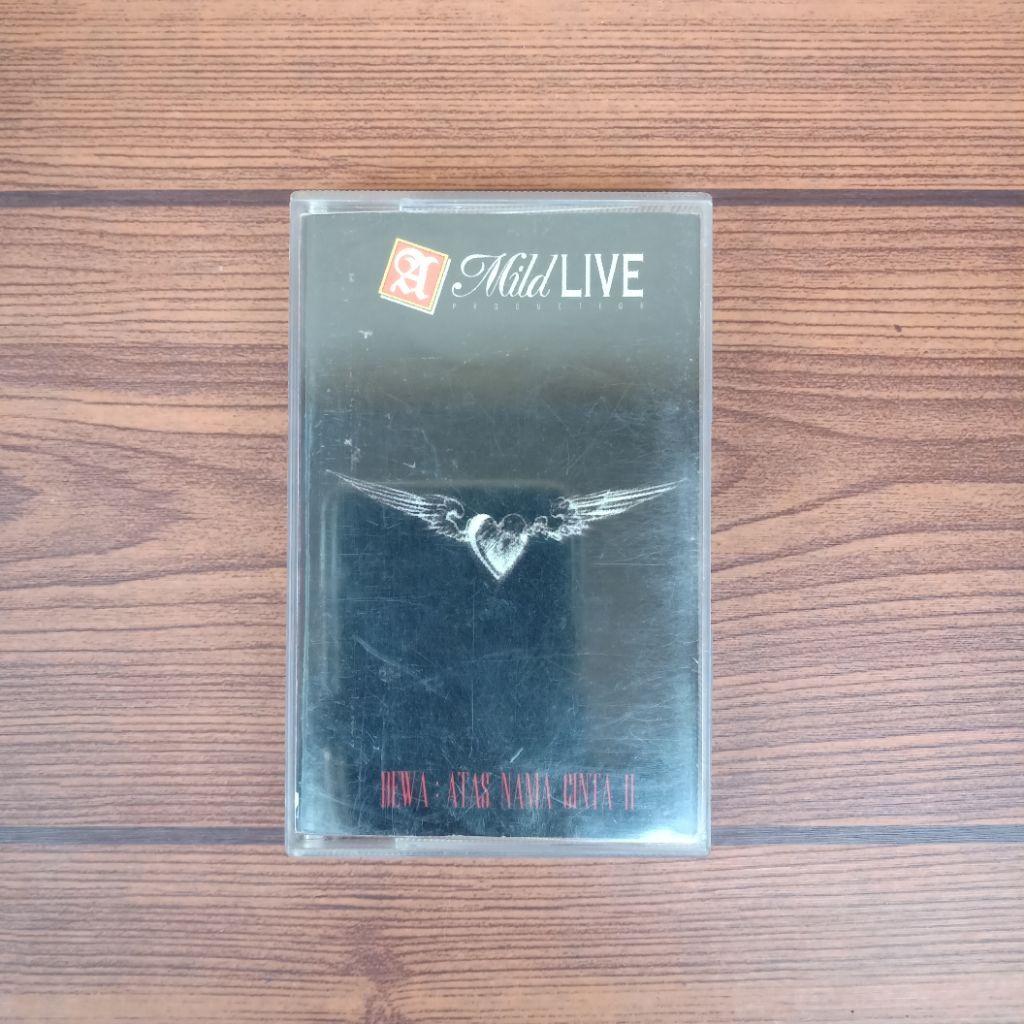 A Mild LIVE
PRODUCTION
DEWA : ATAS NAMA CINTA II